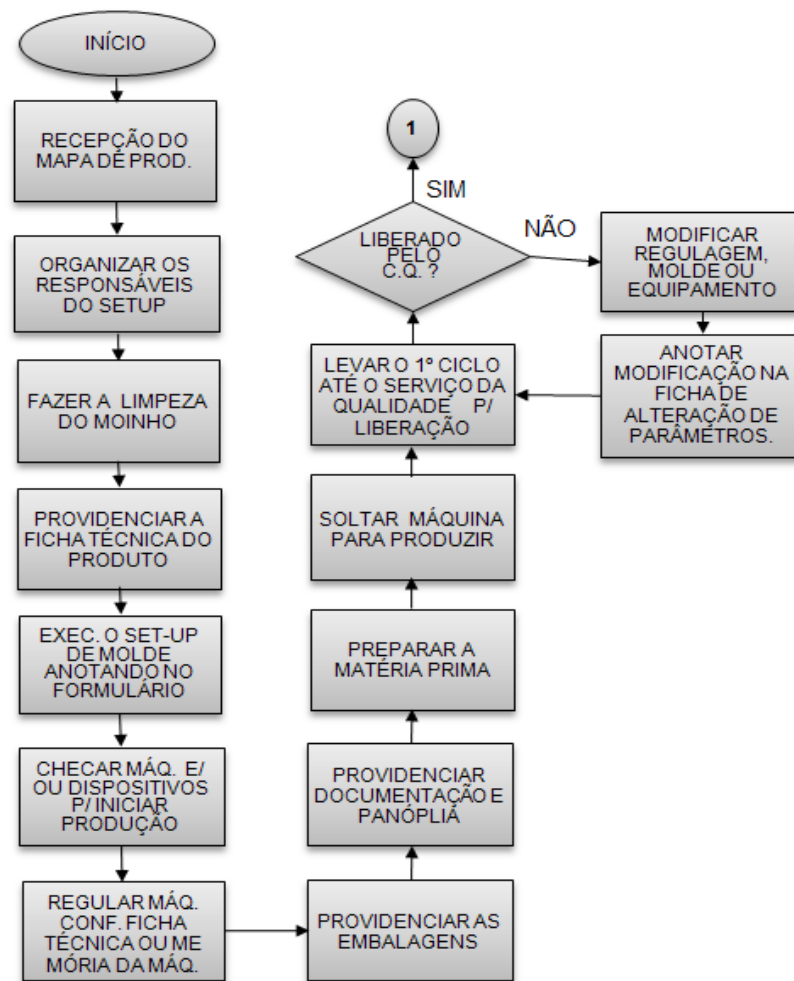 INÍCIO
RECEPÇÃO DO
MAPA DE PROD.
ORGANIZAR OS
RESPONSÁVEIS
DO SETUP
FAZER A LIMPEZA
DO MOINHO
PROVIDENCIAR A
FICHA TÉCNICA DO
PRODUTO
EXEC. O SET-UP
DE MOLDE
ANOTANDO NO
FORMULÁRIO
CHECAR MÁQ. E/
OU DISPOSITIVOS
P/ INICIAR
PRODUÇÃO
REGULAR MÁQ.
CONF. FICHA
TÉCNICA OU ME
MÓRIA DA MÁQ.
PROVIDENCIAR AS
EMBALAGENS
PROVIDENCIAR
DOCUMENTAÇÃO E
PANÓPLIA
PREPARAR A
MATÉRIA PRIMA
SOLTAR MÁQUINA
PARA PRODUZIR
LEVAR O 1º CICLO
ATÉ O SERVIÇO DA
QUALIDADE P/
LIBERAÇÃO
LIBERADO
PELO
C.Q. ?
SIM
1
NÃO
MODIFICAR
REGULAGEM,
MOLDE OU
EQUIPAMENTO
ANOTAR
MODIFICAÇÃO NA
FICHA DE
ALTERAÇÃO DE
PARÂMETROS.